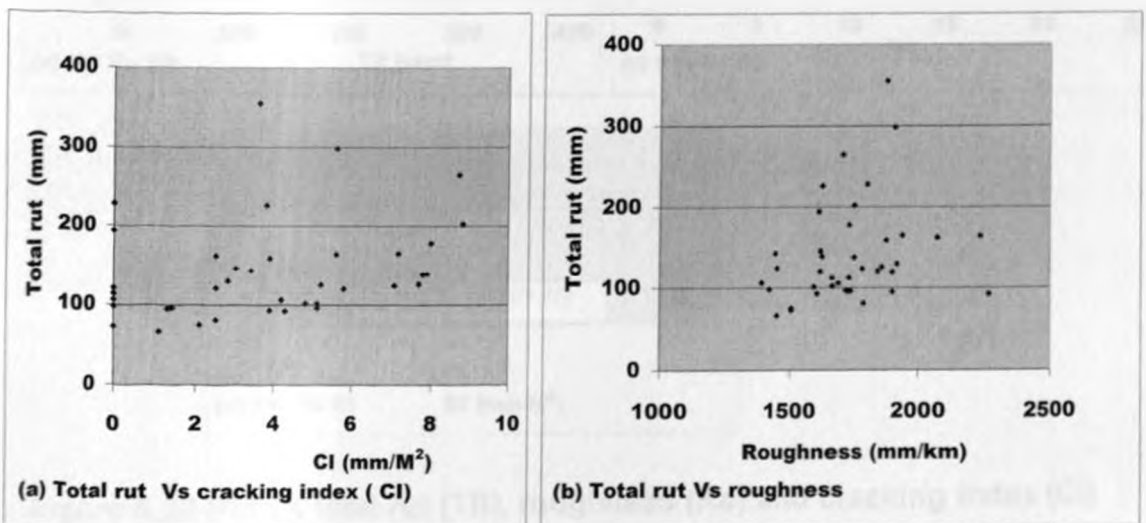 400
300
200
100
0
Total rut (mm)
0 2 4 6 8 10
CI (mm/M²)
(a) Total rut Vs cracking index ( CI)
400
300
200
100
0
Total rut (mm)
1000 1500 2000 2500
Roughness (mm/km)
(b) Total rut Vs roughness